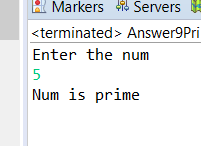 Markers Servers
<terminated> Answer9Pri
Enter the num
5
Num is prime